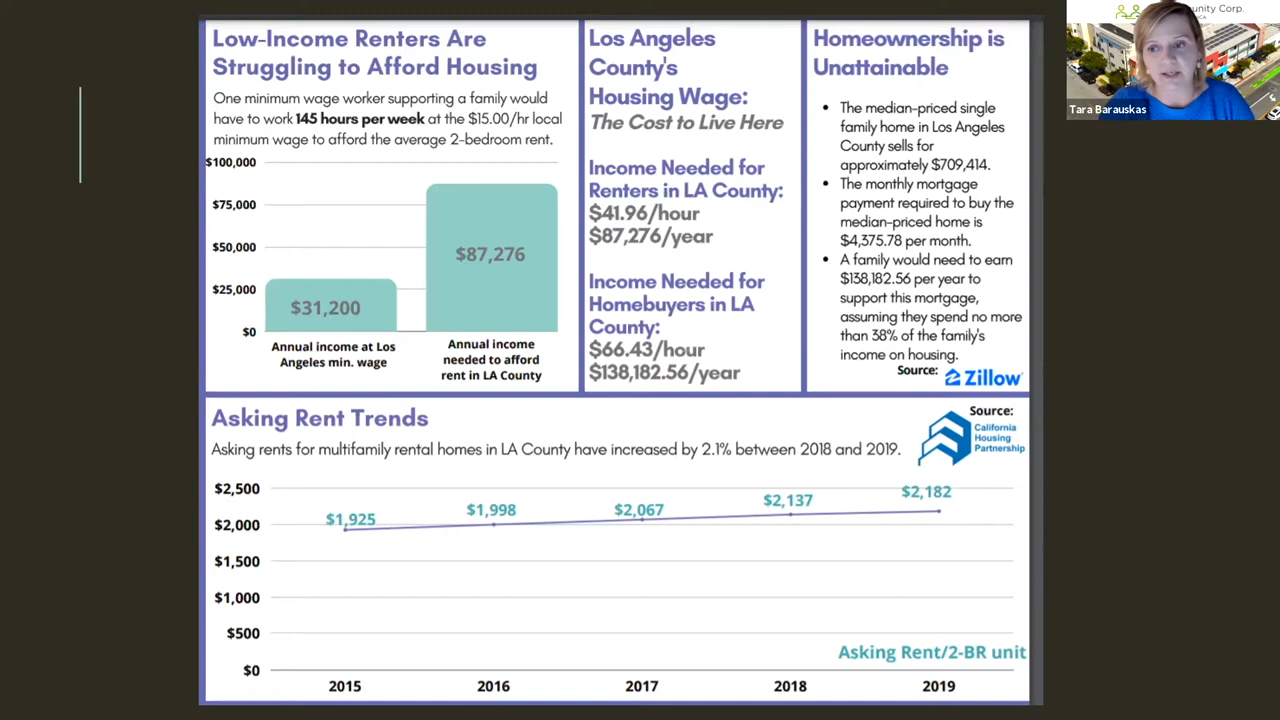 Low-Income Renters Are
Struggling to Afford Housing
One minimum wage worker supporting a family would
have to work 145 hours per week at the $15.00/hr local
minimum wage to afford the average 2-bedroom rent.
$100,000
$75,000
$50,000
$25,000
$0
$31,200
$87,276
Annual income at Los
Angeles min. wage
Annual income
needed to afford
rent in LA County
Los Angeles
County's
Housing Wage:
The Cost to Live Here
Income Needed for
Renters in LA County:
$41.96/hour
$87,276/year
Income Needed for
Homebuyers in LA
County:
$66.43/hour
$138,182.56/year
Homeownership is
Unattainable
• The median-priced single
family home in Los Angeles
County sells for
approximately $709,414.
• The monthly mortgage
payment required to buy the
median-priced home is
$4,375.78 per month.
• A family would need to earn
$138,182.56 per year to
support this mortgage,
assuming they spend no more
than 38% of the family's
income on housing.
Source:
Zillow
Asking Rent Trends
Asking rents for multifamily rental homes in LA County have increased by 2.1% between 2018 and 2019.
Source:
California
Housing
Partnership
$2,500
$2,000
$1,500
$1,000
$500
$0
$1,925
$1,998
$2,067
$2,137
$2,182
Asking Rent/2-BR unit
2015
2016
2017
2018
2019
Corp.
Tara Barauskas